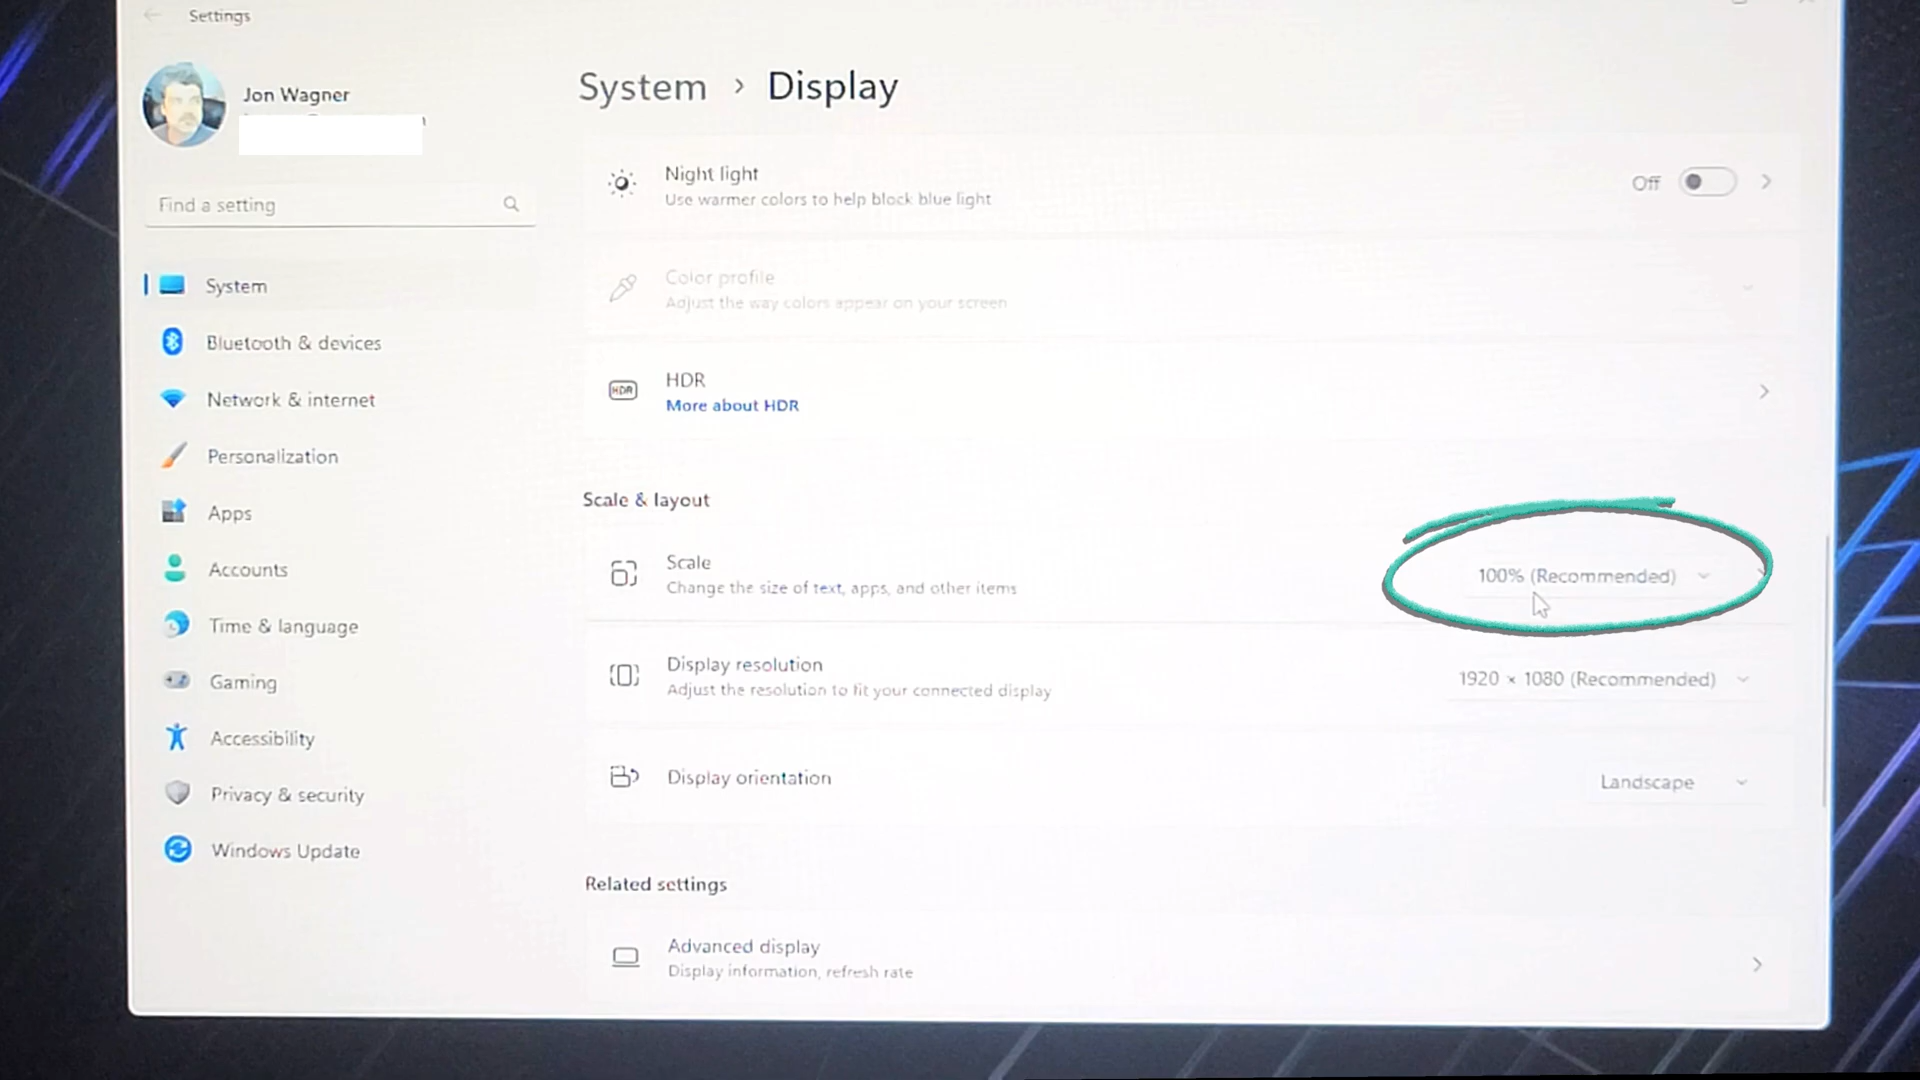 Settings
Jon Wagner
Find a setting
System
Bluetooth & devices
Network & internet
Personalization
Apps
Accounts
Time & language
Gaming
Accessibility
Privacy & security
Windows Update
System > Display
Night light
Use warmer colors to help block blue light
Off
Color profile
Adjust the way colors appear on your screen
HDR
HDR
More about HDR
Scale & layout
Scale
Change the size of text, apps, and other items
100% (Recommended)
Display resolution
Adjust the resolution to fit your connected display
1920 × 1080 (Recommended)
Display orientation
Landscape
Related settings
Advanced display
Display information, refresh rate